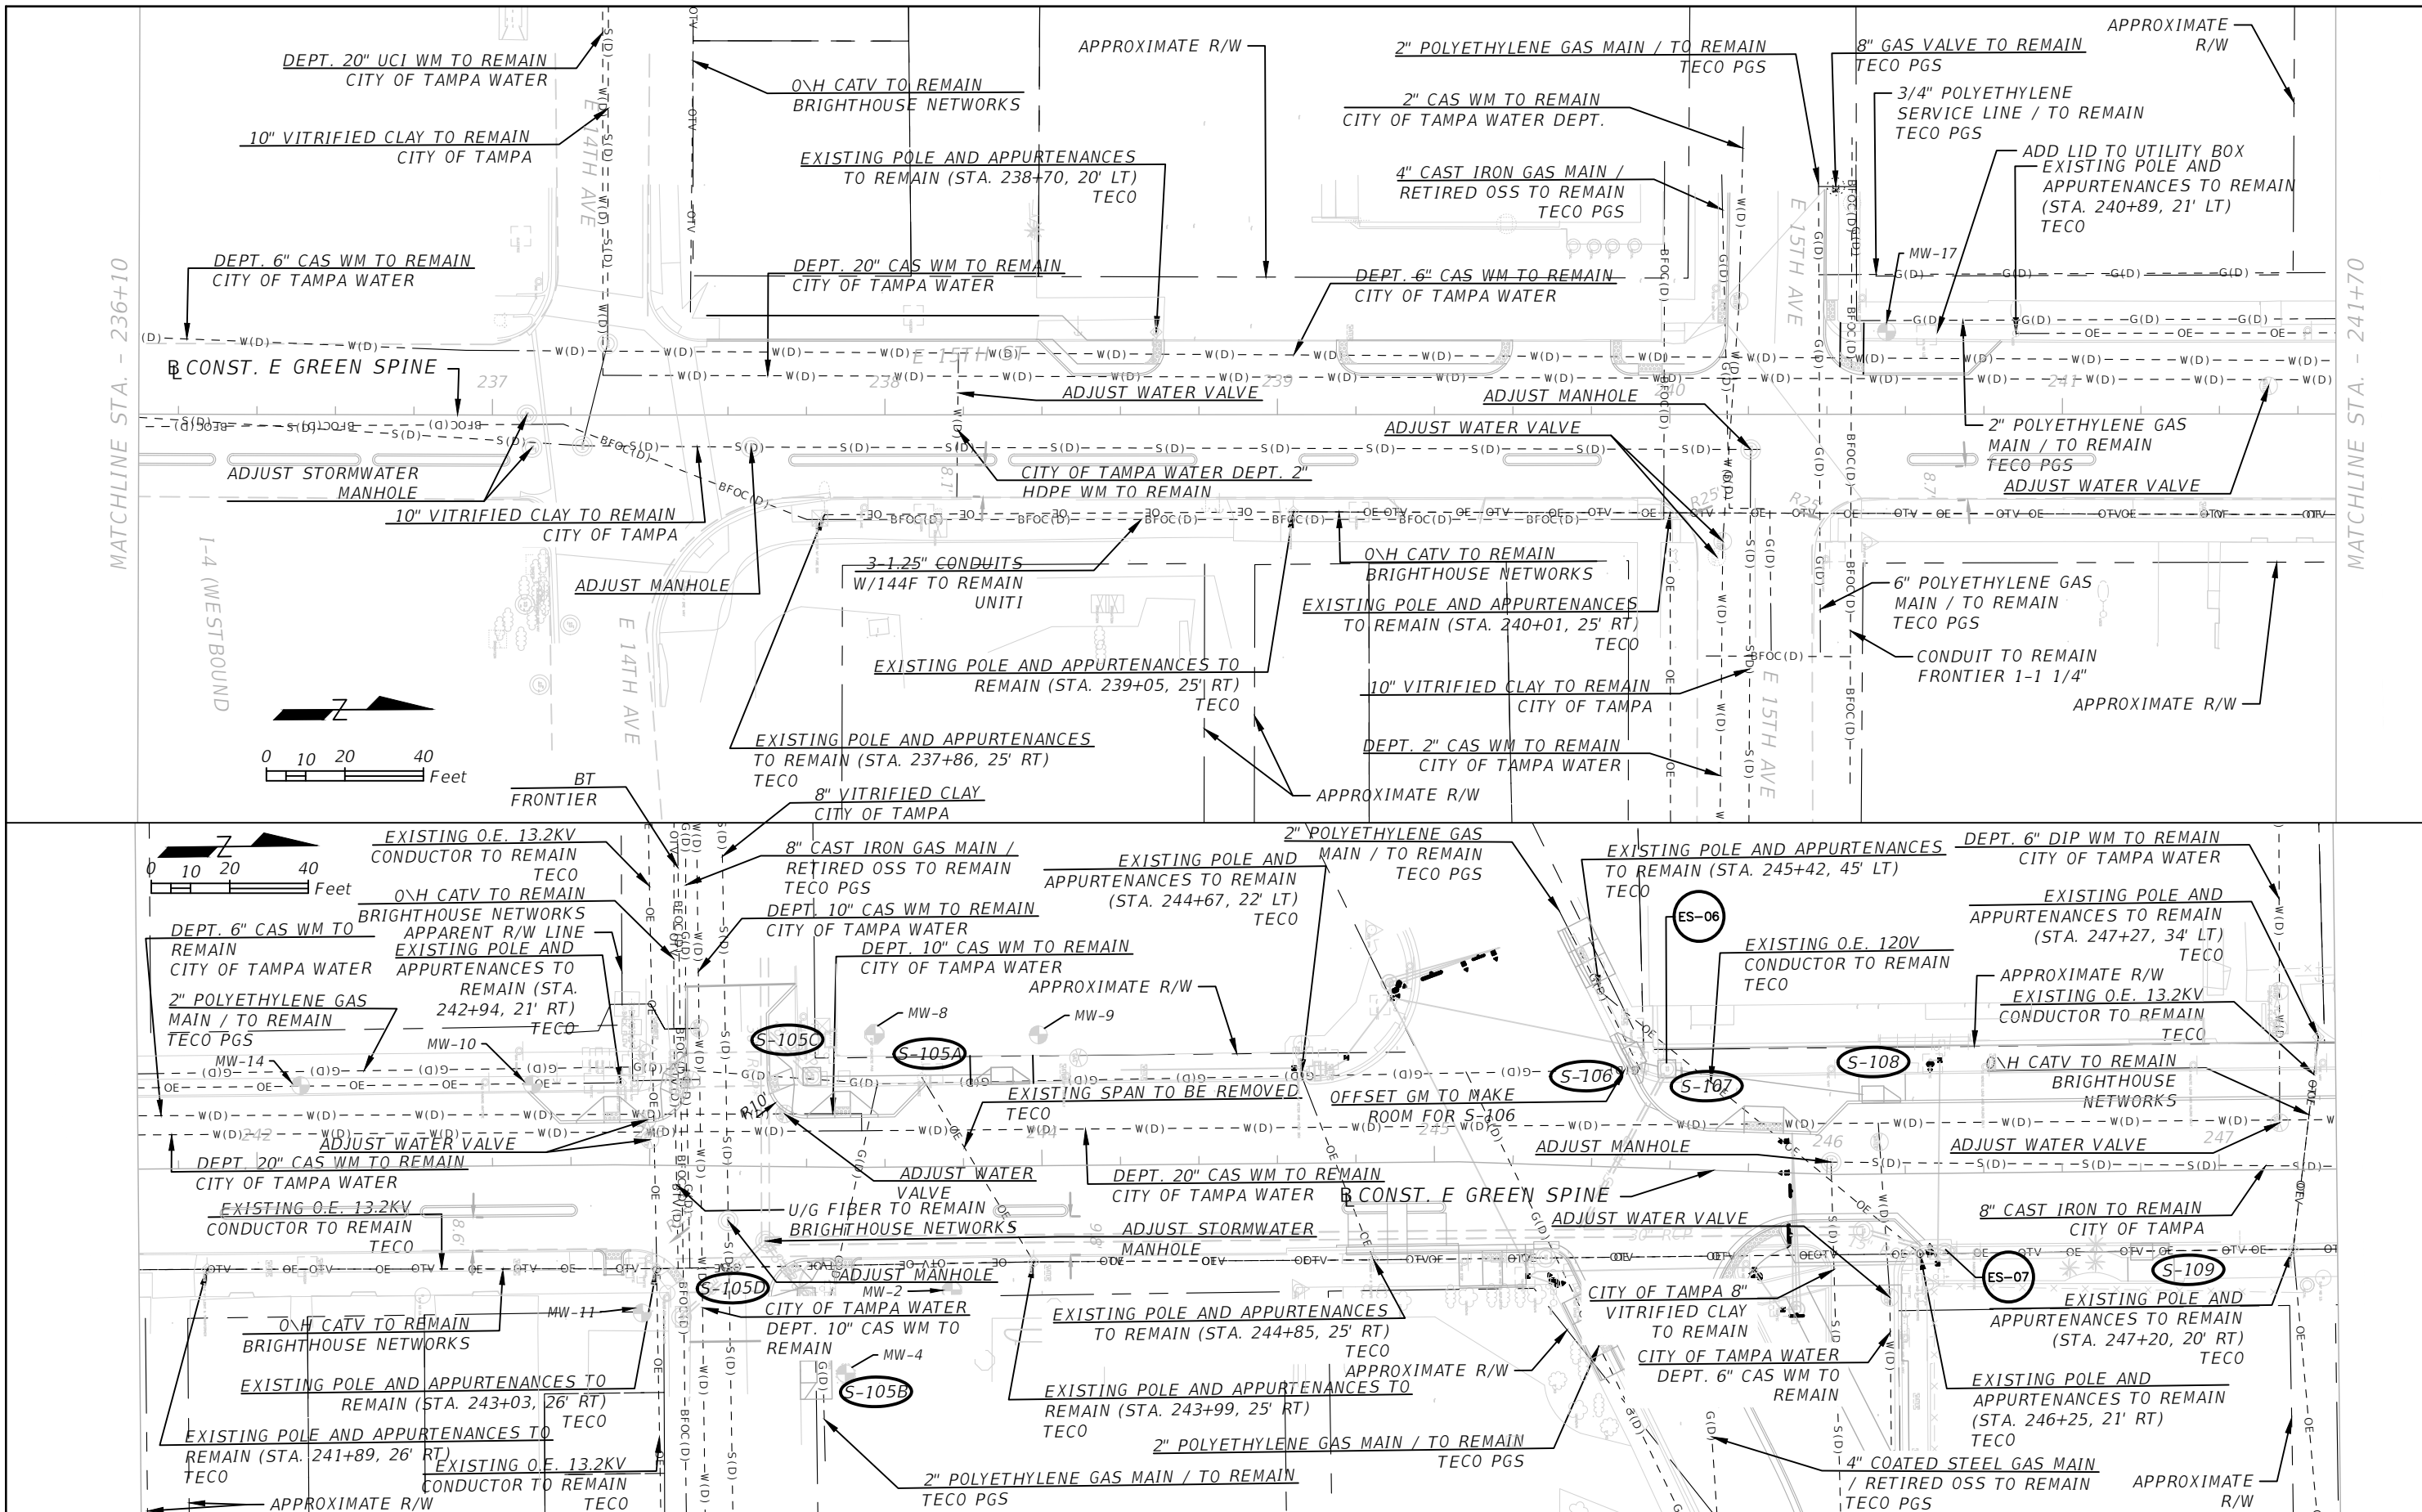 DEPT. 20" UCI WM TO REMAIN
CITY OF TAMPA WATER
10" VITRIFIED CLAY TO REMAIN
CITY OF TAMPA
O\H CATV TO REMAIN
BRIGHTHOUSE NETWORKS
APPROXIMATE R/W
2" POLYETHYLENE GAS MAIN / TO REMAIN
TECO PGS
8" GAS VALVE TO REMAIN
TECO PGS
APPROXIMATE
R/W
2" CAS WM TO REMAIN
CITY OF TAMPA WATER DEPT.
3/4" POLYETHYLENE
SERVICE LINE / TO REMAIN
TECO PGS
EXISTING POLE AND APPURTENANCES
TO REMAIN (STA. 238+70, 20' LT)
TECO
4" CAST IRON GAS MAIN /
RETIRED OSS TO REMAIN
TECO PGS
ADD LID TO UTILITY BOX
EXISTING POLE AND
APPURTENANCES TO REMAIN
(STA. 240+89, 21' LT)
TECO
MW-17
E 14TH AVE
E 15TH AVE
DEPT. 6" CAS WM TO REMAIN
CITY OF TAMPA WATER
DEPT. 20" CAS WM TO REMAIN
CITY OF TAMPA WATER
DEPT. 6" CAS WM TO REMAIN
CITY OF TAMPA WATER
MATCHLINE STA. - 236+10
MATCHLINE STA. - 241+70
E 15TH ST
BL CONST. E GREEN SPINE
237
238
239
240
241
ADJUST WATER VALVE
ADJUST MANHOLE
ADJUST WATER VALVE
2" POLYETHYLENE GAS
MAIN / TO REMAIN
TECO PGS
ADJUST WATER VALVE
ADJUST STORMWATER
MANHOLE
10" VITRIFIED CLAY TO REMAIN
CITY OF TAMPA
CITY OF TAMPA WATER DEPT. 2"
HDPE WM TO REMAIN
8.1'
8.7'
R25'
R25'
ADJUST MANHOLE
3-1.25" CONDUITS
W/144F TO REMAIN
UNITI
O\H CATV TO REMAIN
BRIGHTHOUSE NETWORKS
EXISTING POLE AND APPURTENANCES
TO REMAIN (STA. 240+01, 25' RT)
TECO
6" POLYETHYLENE GAS
MAIN / TO REMAIN
TECO PGS
CONDUIT TO REMAIN
FRONTIER 1-1 1/4"
APPROXIMATE R/W
I-4 (WESTBOUND
E 14TH AVE
E 15TH AVE
EXISTING POLE AND APPURTENANCES TO
REMAIN (STA. 239+05, 25' RT)
TECO
10" VITRIFIED CLAY TO REMAIN
CITY OF TAMPA
EXISTING POLE AND APPURTENANCES
TO REMAIN (STA. 237+86, 25' RT)
TECO
DEPT. 2" CAS WM TO REMAIN
CITY OF TAMPA WATER
APPROXIMATE R/W
Z
0 10 20 40
Feet
BT
FRONTIER
8" VITRIFIED CLAY
CITY OF TAMPA
Z
0 10 20 40
Feet
EXISTING O.E. 13.2KV
CONDUCTOR TO REMAIN
TECO
O\H CATV TO REMAIN
BRIGHTHOUSE NETWORKS
APPARENT R/W LINE
EXISTING POLE AND
APPURTENANCES TO
REMAIN (STA.
242+94, 21' RT)
TECO
DEPT. 6" CAS WM TO
REMAIN
CITY OF TAMPA WATER
2" POLYETHYLENE GAS
MAIN / TO REMAIN
TECO PGS
8" CAST IRON GAS MAIN /
RETIRED OSS TO REMAIN
TECO PGS
DEPT. 10" CAS WM TO REMAIN
CITY OF TAMPA WATER
DEPT. 10" CAS WM TO REMAIN
CITY OF TAMPA WATER
EXISTING POLE AND
APPURTENANCES TO REMAIN
(STA. 244+67, 22' LT)
TECO
APPROXIMATE R/W
2" POLYETHYLENE GAS
MAIN / TO REMAIN
TECO PGS
EXISTING POLE AND APPURTENANCES
TO REMAIN (STA. 245+42, 45' LT)
TECO
ES-06
EXISTING O.E. 120V
CONDUCTOR TO REMAIN
TECO
DEPT. 6" DIP WM TO REMAIN
CITY OF TAMPA WATER
EXISTING POLE AND
APPURTENANCES TO REMAIN
(STA. 247+27, 34' LT)
TECO
APPROXIMATE R/W
EXISTING O.E. 13.2KV
CONDUCTOR TO REMAIN
TECO
O\H CATV TO REMAIN
BRIGHTHOUSE
NETWORKS
MW-14
MW-10
MW-8
MW-9
S-105C
S-105A
S-106
S-107
S-108
R10'
EXISTING SPAN TO BE REMOVED
TECO
OFFSET GM TO MAKE
ROOM FOR S-106
242
244
245
246
247
ADJUST WATER VALVE
DEPT. 20" CAS WM TO REMAIN
CITY OF TAMPA WATER
ADJUST WATER
VALVE
DEPT. 20" CAS WM TO REMAIN
CITY OF TAMPA WATER
ADJUST MANHOLE
BL CONST. E GREEN SPINE
ADJUST WATER VALVE
EXISTING O.E. 13.2KV
CONDUCTOR TO REMAIN
TECO
8.6'
9.8'
U/G FIBER TO REMAIN
BRIGHTHOUSE NETWORKS
ADJUST STORMWATER
MANHOLE
ADJUST WATER VALVE
30" RCP
8" CAST IRON TO REMAIN
CITY OF TAMPA
ADJUST MANHOLE
MW-2
S-105D
CITY OF TAMPA WATER
DEPT. 10" CAS WM TO
REMAIN
MW-11
O\H CATV TO REMAIN
BRIGHTHOUSE NETWORKS
ES-07
S-109
EXISTING POLE AND APPURTENANCES
TO REMAIN (STA. 244+85, 25' RT)
TECO
APPROXIMATE R/W
CITY OF TAMPA 8"
VITRIFIED CLAY
TO REMAIN
CITY OF TAMPA WATER
DEPT. 6" CAS WM TO
REMAIN
EXISTING POLE AND
APPURTENANCES TO REMAIN
(STA. 247+20, 20' RT)
TECO
MW-4
S-105B
EXISTING POLE AND APPURTENANCES TO
REMAIN (STA. 243+03, 26' RT)
TECO
EXISTING POLE AND APPURTENANCES TO
REMAIN (STA. 243+99, 25' RT)
TECO
EXISTING POLE AND
APPURTENANCES TO REMAIN
(STA. 246+25, 21' RT)
TECO
EXISTING POLE AND APPURTENANCES TO
REMAIN (STA. 241+89, 26' RT)
TECO
EXISTING O.E. 13.2KV
CONDUCTOR TO REMAIN
TECO
APPROXIMATE R/W
2" POLYETHYLENE GAS MAIN / TO REMAIN
TECO PGS
2" POLYETHYLENE GAS MAIN / TO REMAIN
TECO PGS
4" COATED STEEL GAS MAIN
/ RETIRED OSS TO REMAIN
TECO PGS
APPROXIMATE
R/W